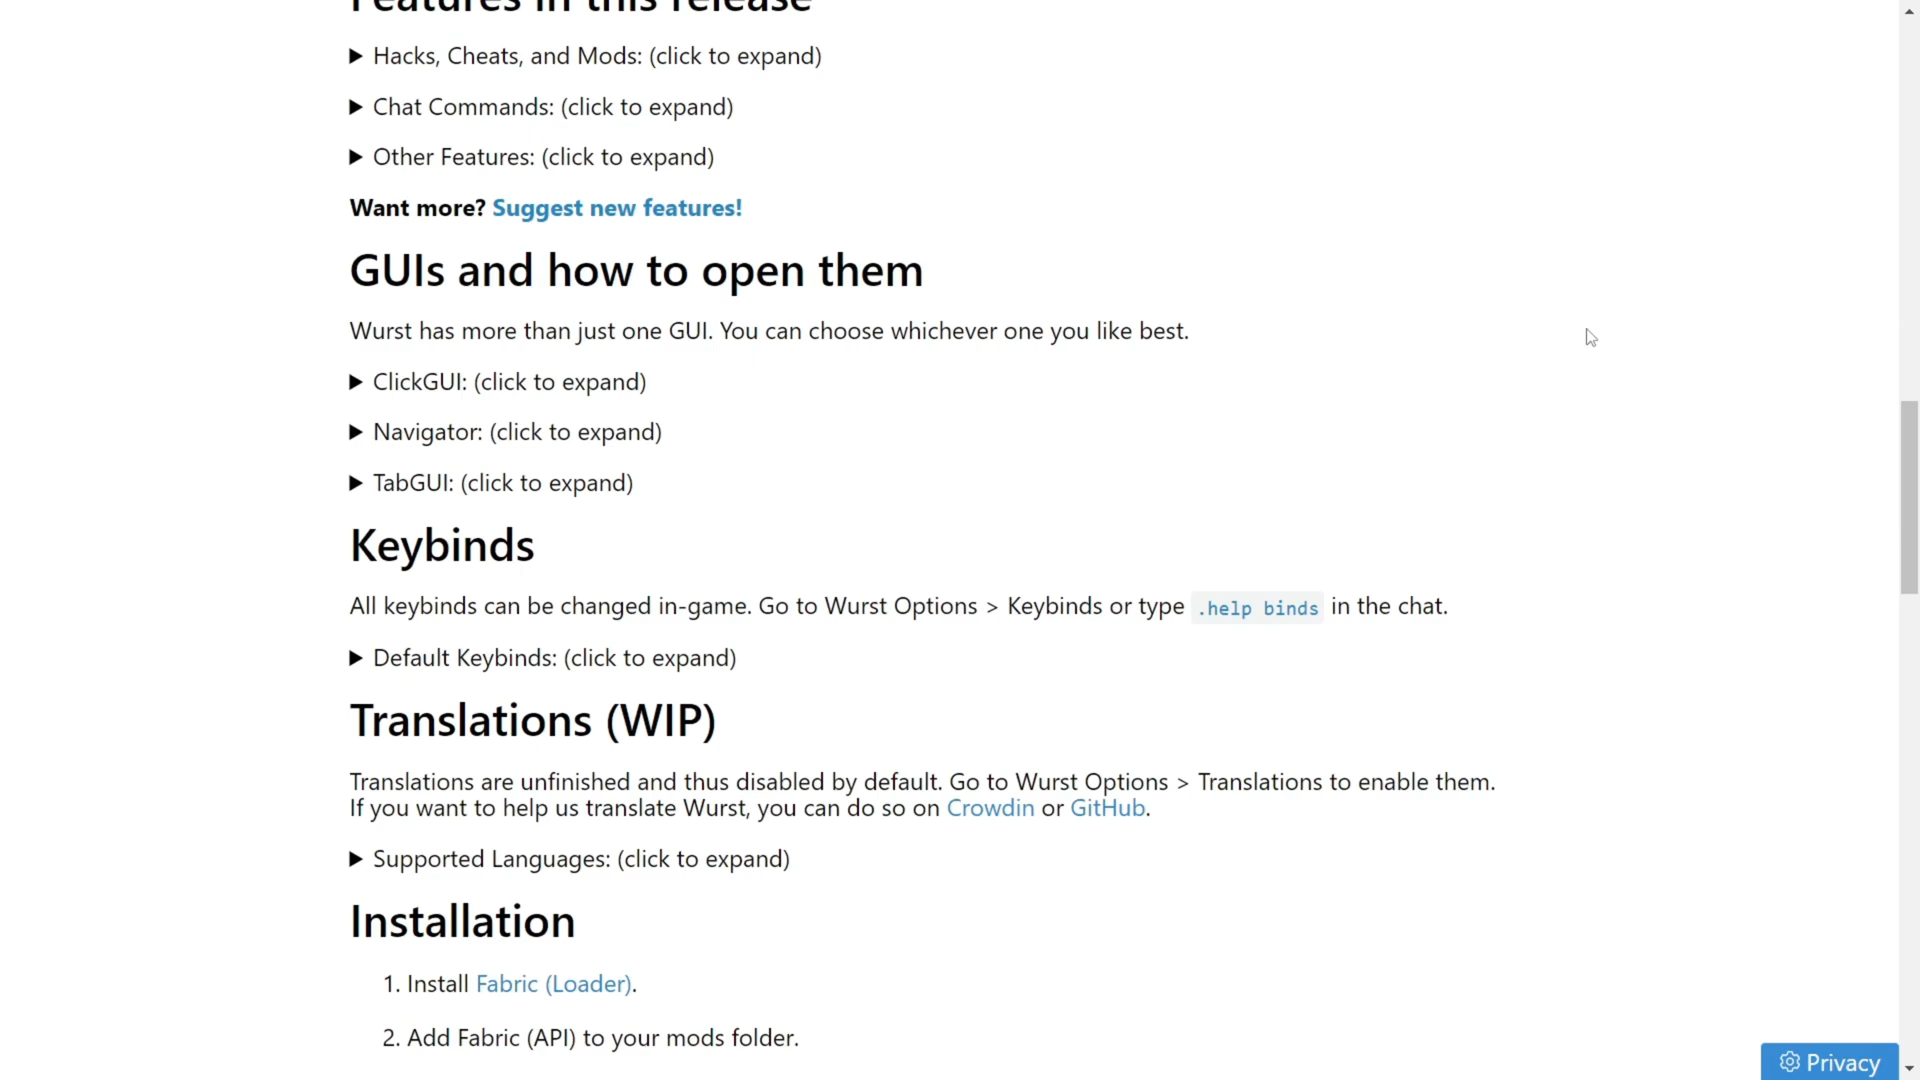 Features in this release
▶ Hacks, Cheats, and Mods: (click to expand)
▶ Chat Commands: (click to expand)
▶ Other Features: (click to expand)
Want more? Suggest new features!
GUIs and how to open them
Wurst has more than just one GUI. You can choose whichever one you like best.
▶ ClickGUI: (click to expand)
▶ Navigator: (click to expand)
▶ TabGUI: (click to expand)
Keybinds
All keybinds can be changed in-game. Go to Wurst Options > Keybinds or type .help binds in the chat.
▶ Default Keybinds: (click to expand)
Translations (WIP)
Translations are unfinished and thus disabled by default. Go to Wurst Options > Translations to enable them.
If you want to help us translate Wurst, you can do so on Crowdin or GitHub.
▶ Supported Languages: (click to expand)
Installation
1. Install Fabric (Loader).
2. Add Fabric (API) to your mods folder.
Privacy